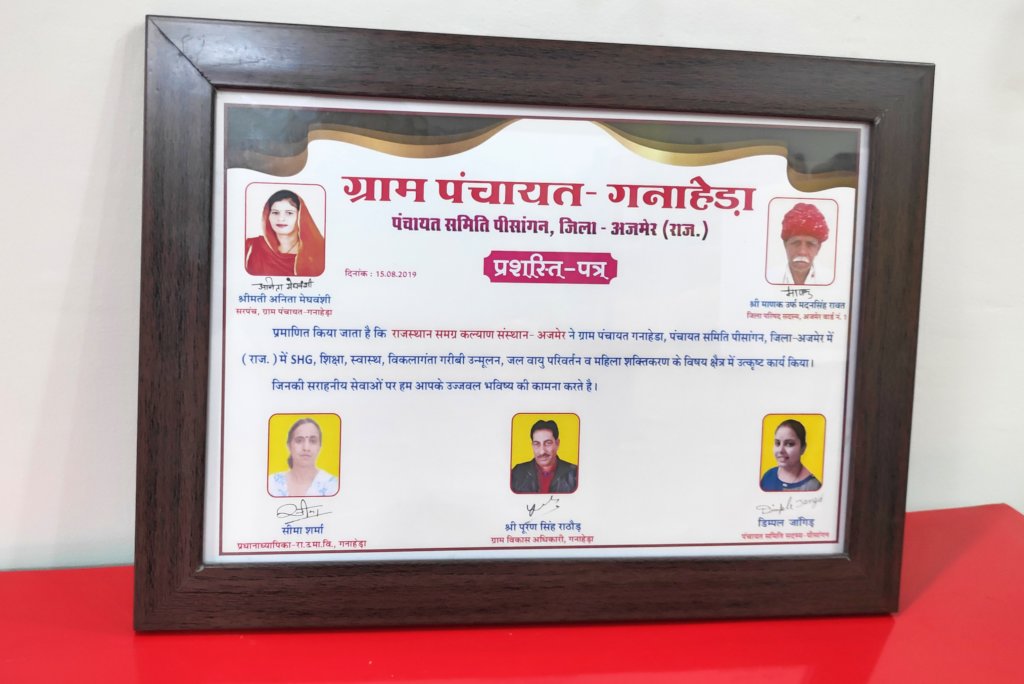 ग्राम पंचायत- गनाहेड़ा
पंचायत समिति पीसांगन, जिला - अजमेर (राज.)
प्रशस्ति-पत्र
दिनांक : 15.08.2019
श्रीमती अनिता मेघवंशी
सरपंच, ग्राम पंचायत-गनाहेड़ा
श्री माणक उर्फ मदनसिंह रावत
जिला परिषद सदस्य, अजमेर वार्ड नं. 1
प्रमाणित किया जाता है कि राजस्थान समग्र कल्याण संस्थान- अजमेर ने ग्राम पंचायत गनाहेडा, पंचायत समिति पीसांगन, जिला-अजमेर में
( राज. ) में SHG, शिक्षा, स्वास्थ, विकलागंता गरीबी उन्मूलन, जल वायु परिवर्तन व महिला शक्तिकरण के विषय क्षैत्र में उत्कृष्ट कार्य किया।
जिनकी सराहनीय सेवाओं पर हम आपके उज्जवल भविष्य की कामना करते है।
सीमा शर्मा
प्रधानाध्यापिका-रा.उ.मा.वि., गनाहेड़ा
श्री पूरण सिंह राठौड़
ग्राम विकास अधिकारी, गनाहेड़ा
डिम्पल जांगिड़
पंचायत समिति सदस्य-पीसांगन